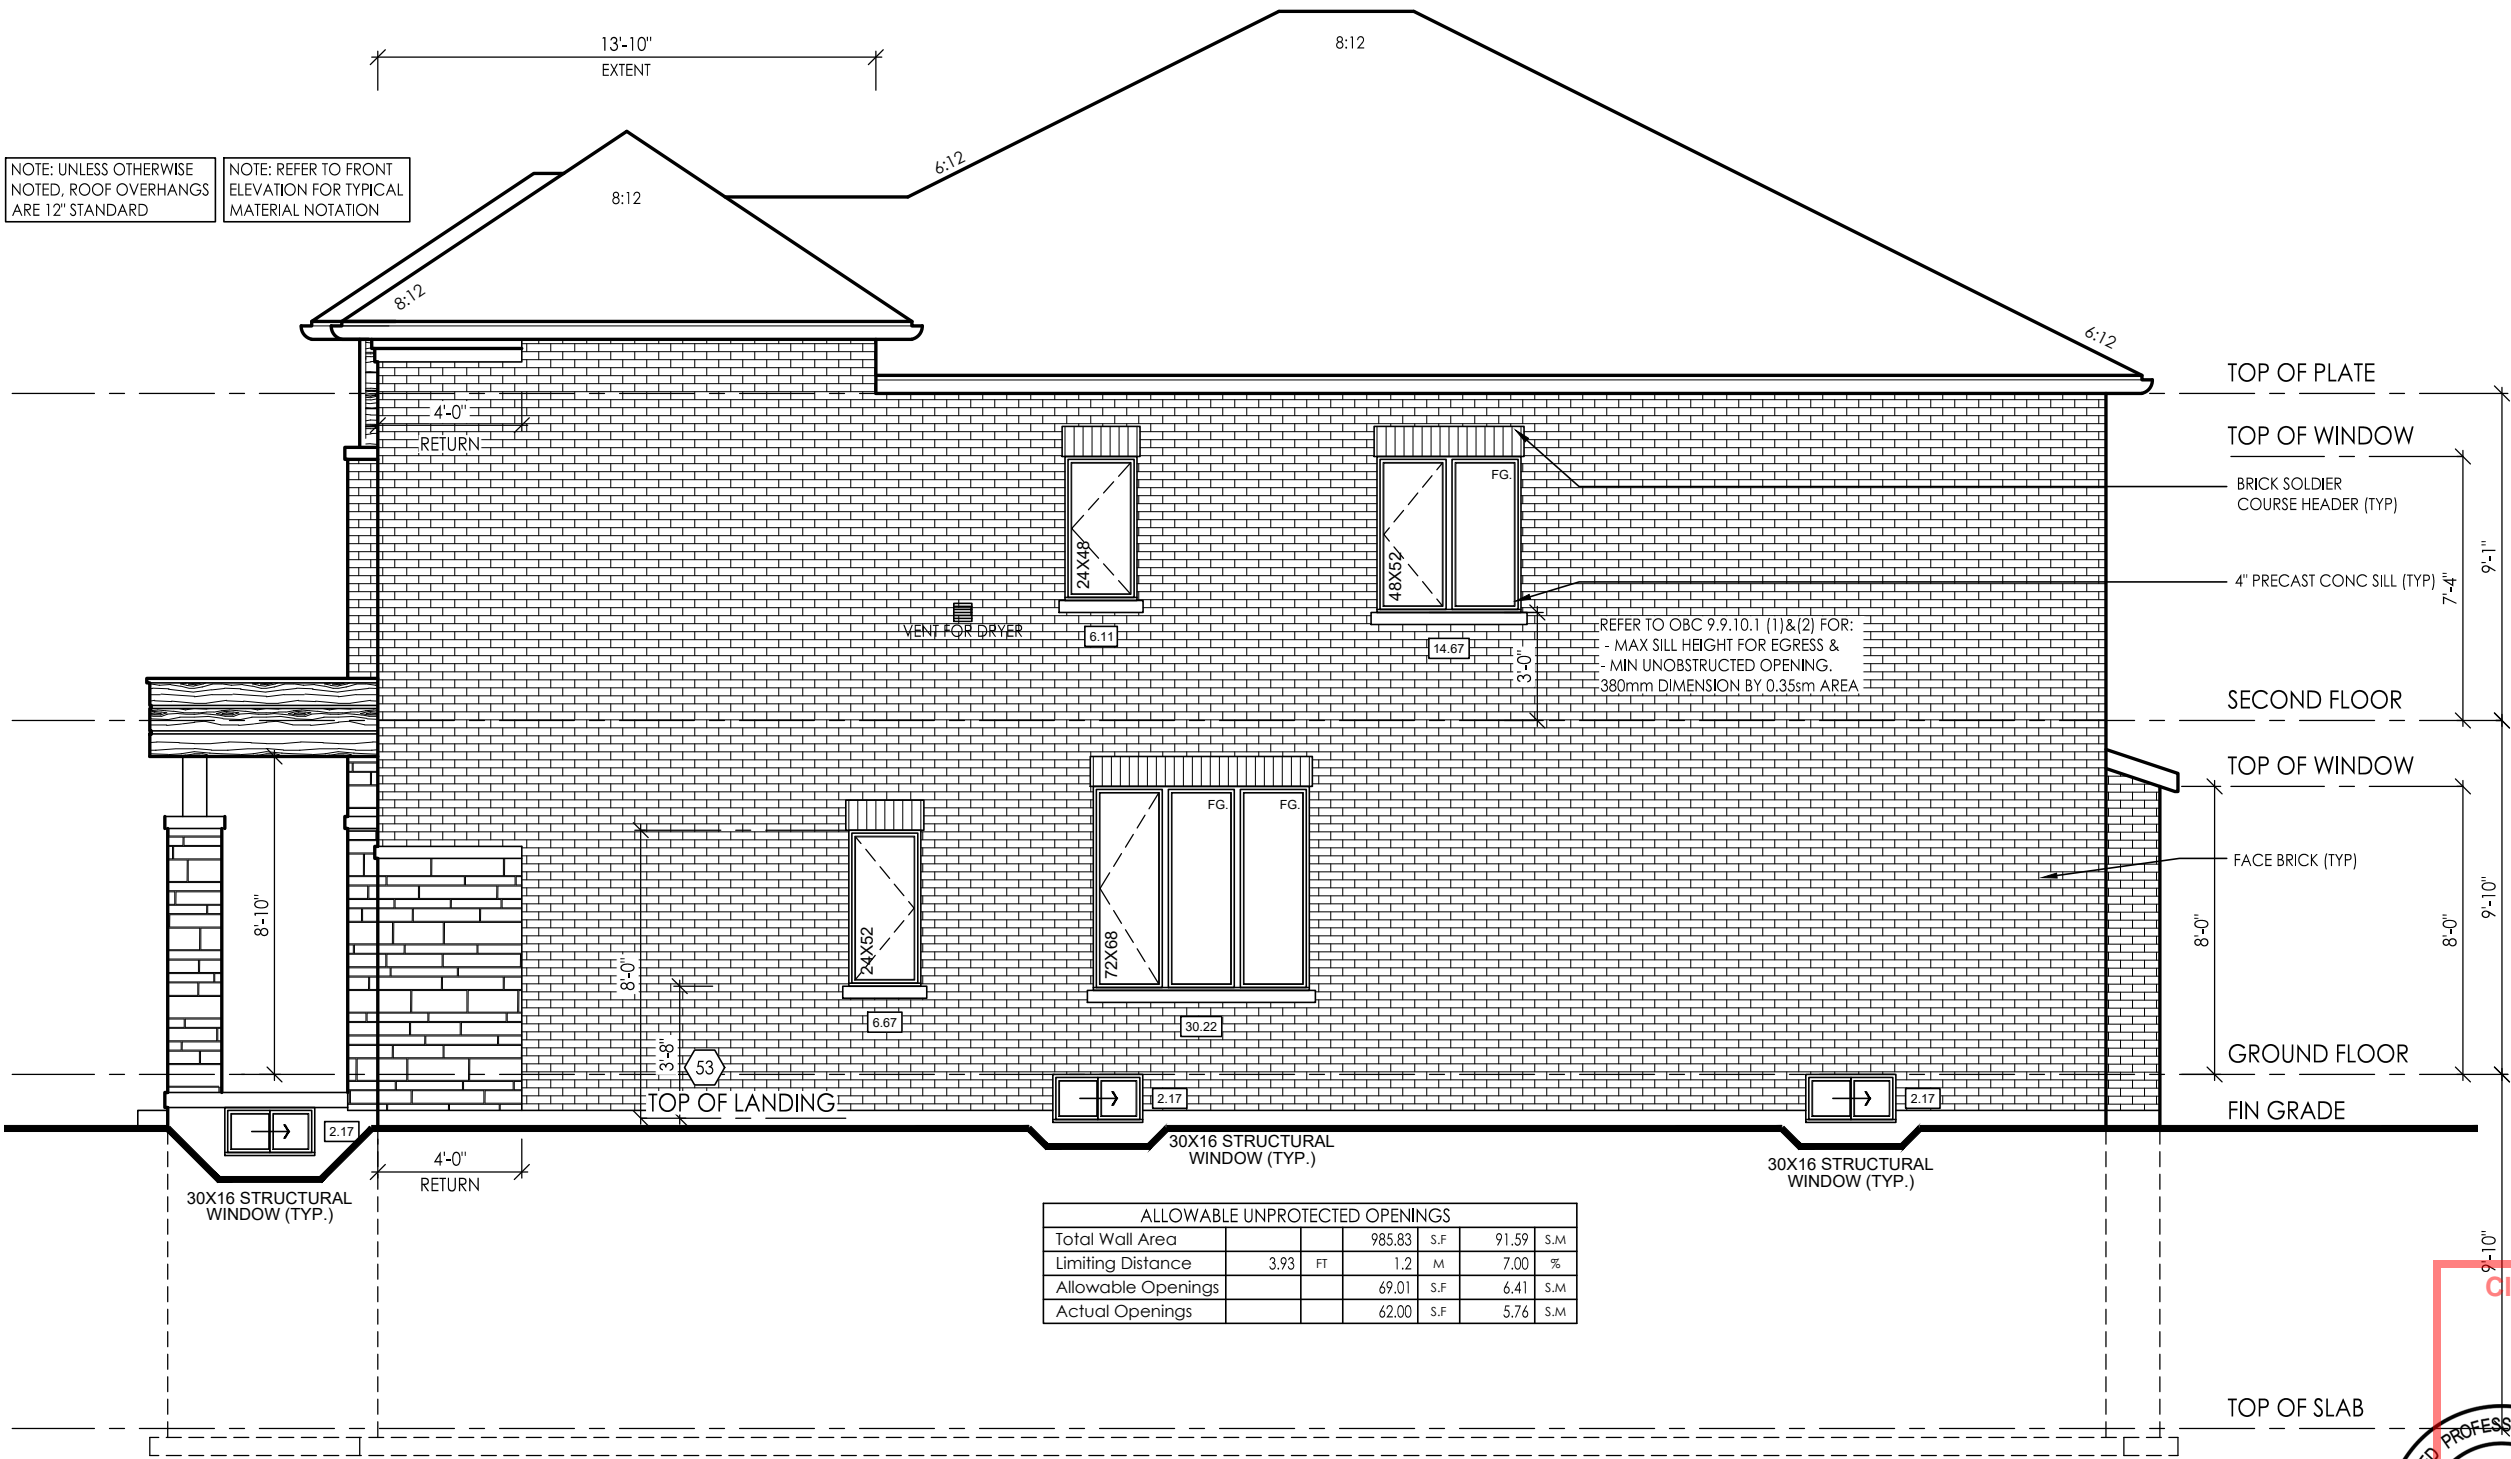 13'-10"
EXTENT
8:12
NOTE: UNLESS OTHERWISE
NOTED, ROOF OVERHANGS
ARE 12" STANDARD
NOTE: REFER TO FRONT
ELEVATION FOR TYPICAL
MATERIAL NOTATION
6:12
8:12
8:12
6:12
TOP OF PLATE
4'-0"
RETURN
TOP OF WINDOW
FG.
BRICK SOLDIER
COURSE HEADER (TYP)
9'-1"
24X48
48X52
4" PRECAST CONC SILL (TYP)
7'-4"
VENT FOR DRYER
6.11
14.67
3'-0"
REFER TO OBC 9.9.10.1 (1)&(2) FOR:
- MAX SILL HEIGHT FOR EGRESS &
- MIN UNOBSTRUCTED OPENING.
380mm DIMENSION BY 0.35sm AREA
SECOND FLOOR
TOP OF WINDOW
FG.
FG.
FACE BRICK (TYP)
8'-10"
8'-0"
24X52
72X68
8'-0"
8'-0"
9'-10"
6.67
30.22
3'-8"
53
GROUND FLOOR
TOP OF LANDING
2.17
2.17
FIN GRADE
2.17
4'-0"
RETURN
30X16 STRUCTURAL
WINDOW (TYP.)
30X16 STRUCTURAL
WINDOW (TYP.)
30X16 STRUCTURAL
WINDOW (TYP.)
ALLOWABLE UNPROTECTED OPENINGS
Total Wall Area 985.83 S.F 91.59 S.M
Limiting Distance 3.93 FT 1.2 M 7.00 %
Allowable Openings 69.01 S.F 6.41 S.M
Actual Openings 62.00 S.F 5.76 S.M
9'-10"
TOP OF SLAB